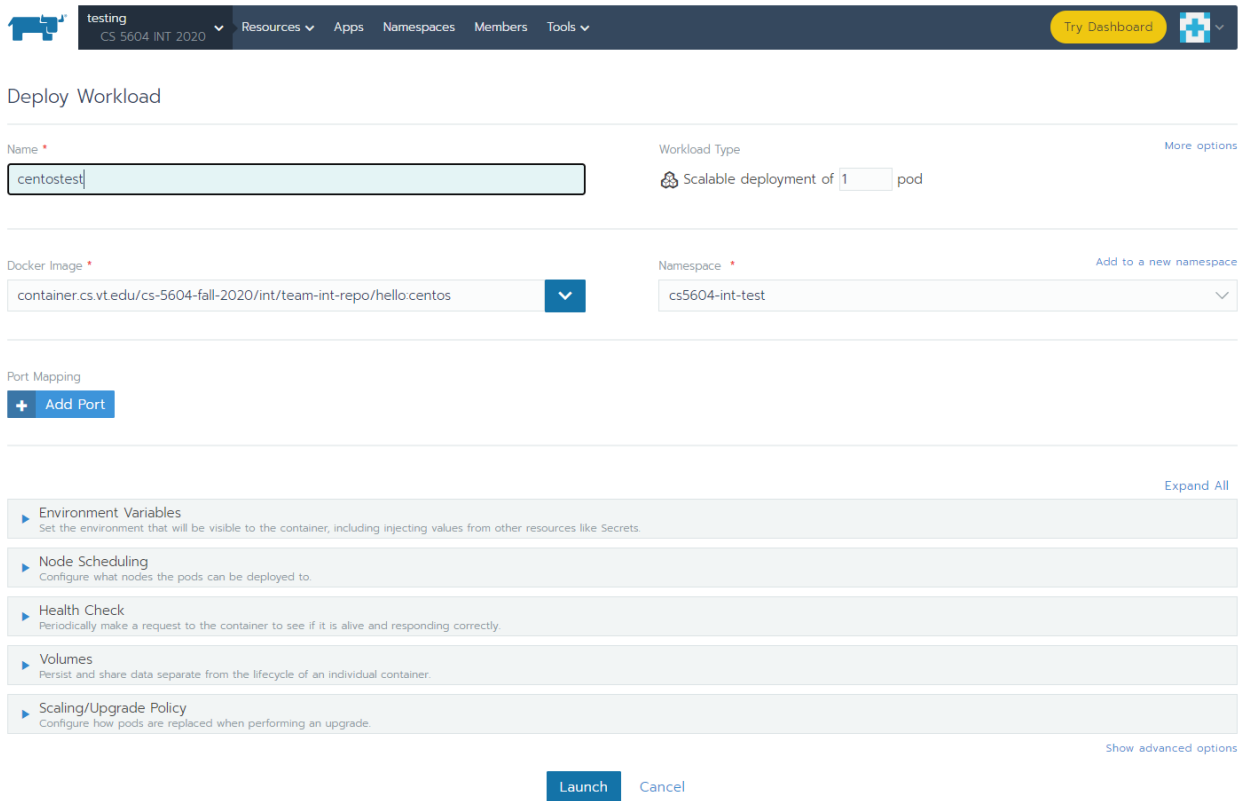 testing
CS 5604 INT 2020
Resources Apps Namespaces Members Tools Try Dashboard
Deploy Workload
Name *
Workload Type
More options
centostest
Scalable deployment of 1 pod
Docker Image *
Namespace *
Add to a new namespace
container.cs.vt.edu/cs-5604-fall-2020/int/team-int-repo/hello:centos
cs5604-int-test
Port Mapping
+ Add Port
Expand All
Environment Variables
Set the environment that will be visible to the container, including injecting values from other resources like Secrets.
Node Scheduling
Configure what nodes the pods can be deployed to.
Health Check
Periodically make a request to the container to see if it is alive and responding correctly.
Volumes
Persist and share data separate from the lifecycle of an individual container.
Scaling/Upgrade Policy
Configure how pods are replaced when performing an upgrade.
Show advanced options
Launch Cancel